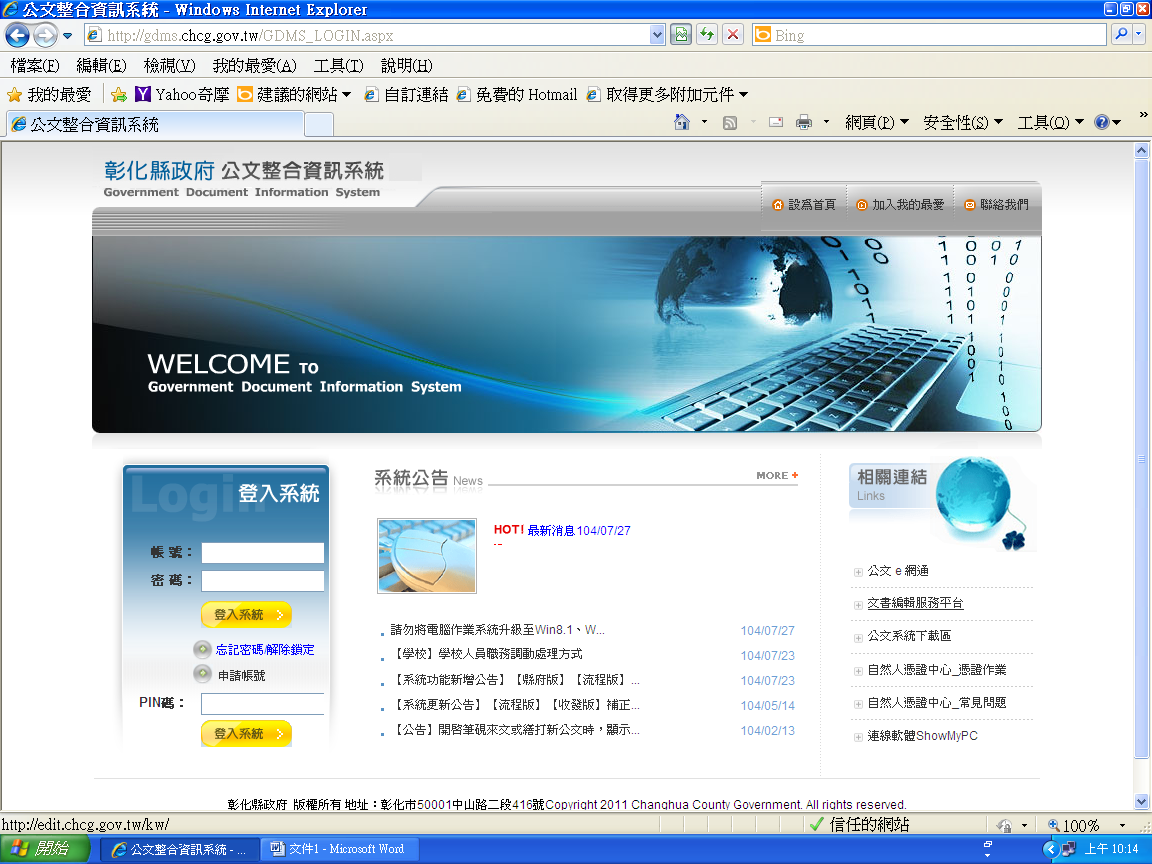 公文整合資訊系統 - Windows Internet Explorer
http://gdms.chcg.gov.tw/GDMS_LOGIN.aspx
Bing
檔案(F) 編輯(E) 檢視(V) 我的最愛(A) 工具(T) 說明(H)
我的最愛 Yahoo奇摩 建議的網站 自訂連結 免費的 Hotmail 取得更多附加元件
公文整合資訊系統
網頁(P) 安全性(S) 工具(O)
彰化縣政府 公文整合資訊系統
Government Document Information System
設為首頁 加入我的最愛 聯絡我們
WELCOME TO
Government Document Information System
Login 登入系統
帳 號：
密 碼：
登入系統
忘記密碼/解除鎖定
申請帳號
PIN碼：
登入系統
系統公告 News
MORE +
HOT! 最新消息 104/07/27
請勿將電腦作業系統升級至Win8.1、W... 104/07/27
【學校】學校人員職務調動處理方式 104/07/23
【系統功能新增公告】【縣府版】【流程版】... 104/07/23
【系統更新公告】【流程版】【收發版】補正... 104/05/14
【公告】開啓筆硯來文或繕打新公文時，顯示... 104/02/13
相關連結
Links
公文 e 網通
文書編輯服務平台
公文系統下載區
自然人憑證中心_憑證作業
自然人憑證中心_常見問題
連線軟體ShowMyPC
彰化縣政府 版權所有 地址：彰化市50001中山路二段416號Copyright 2011 Changhua County Government. All rights reserved.
http://edit.chcg.gov.tw/kw/
信任的網站
100%
開始
公文整合資訊系統 - ...
文件1 - Microsoft Word
上午 10:14